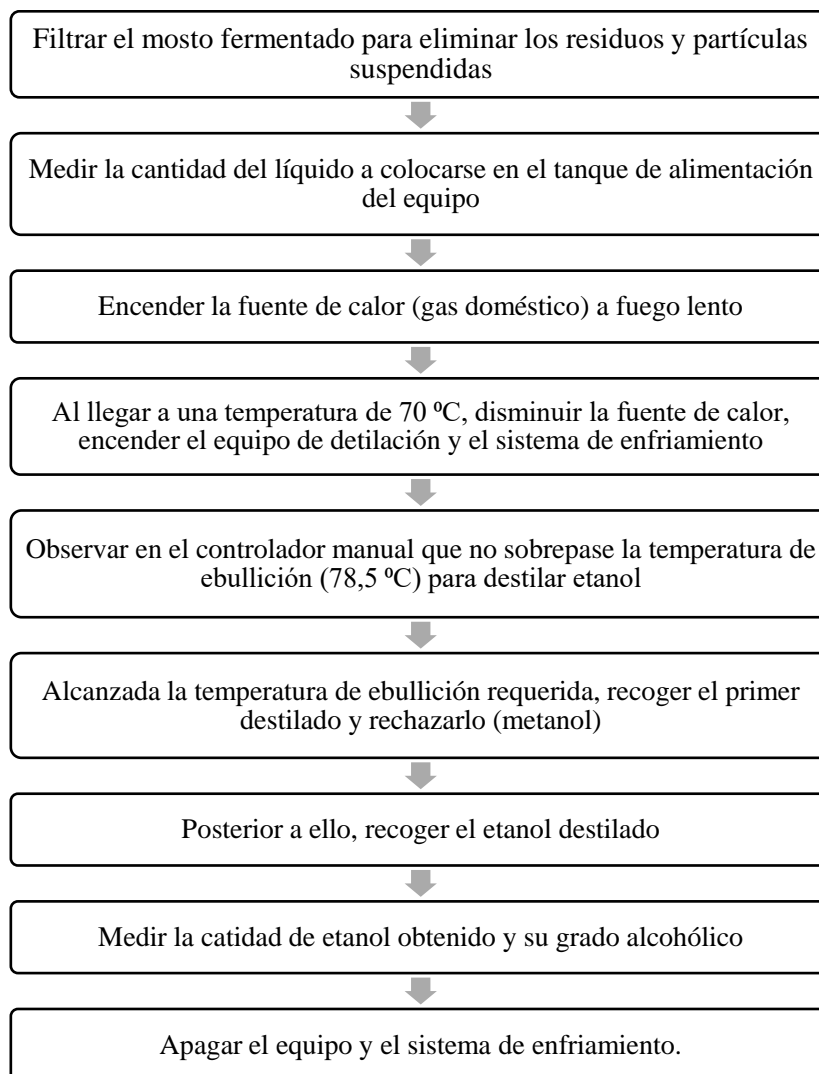 Filtrar el mosto fermentado para eliminar los residuos y partículas
suspendidas
Medir la cantidad del líquido a colocarse en el tanque de alimentación
del equipo
Encender la fuente de calor (gas doméstico) a fuego lento
Al llegar a una temperatura de 70 ⁰C, disminuir la fuente de calor,
encender el equipo de detilación y el sistema de enfriamiento
Observar en el controlador manual que no sobrepase la temperatura de
ebullición (78,5 ⁰C) para destilar etanol
Alcanzada la temperatura de ebullición requerida, recoger el primer
destilado y rechazarlo (metanol)
Posterior a ello, recoger el etanol destilado
Medir la catidad de etanol obtenido y su grado alcohólico
Apagar el equipo y el sistema de enfriamiento.